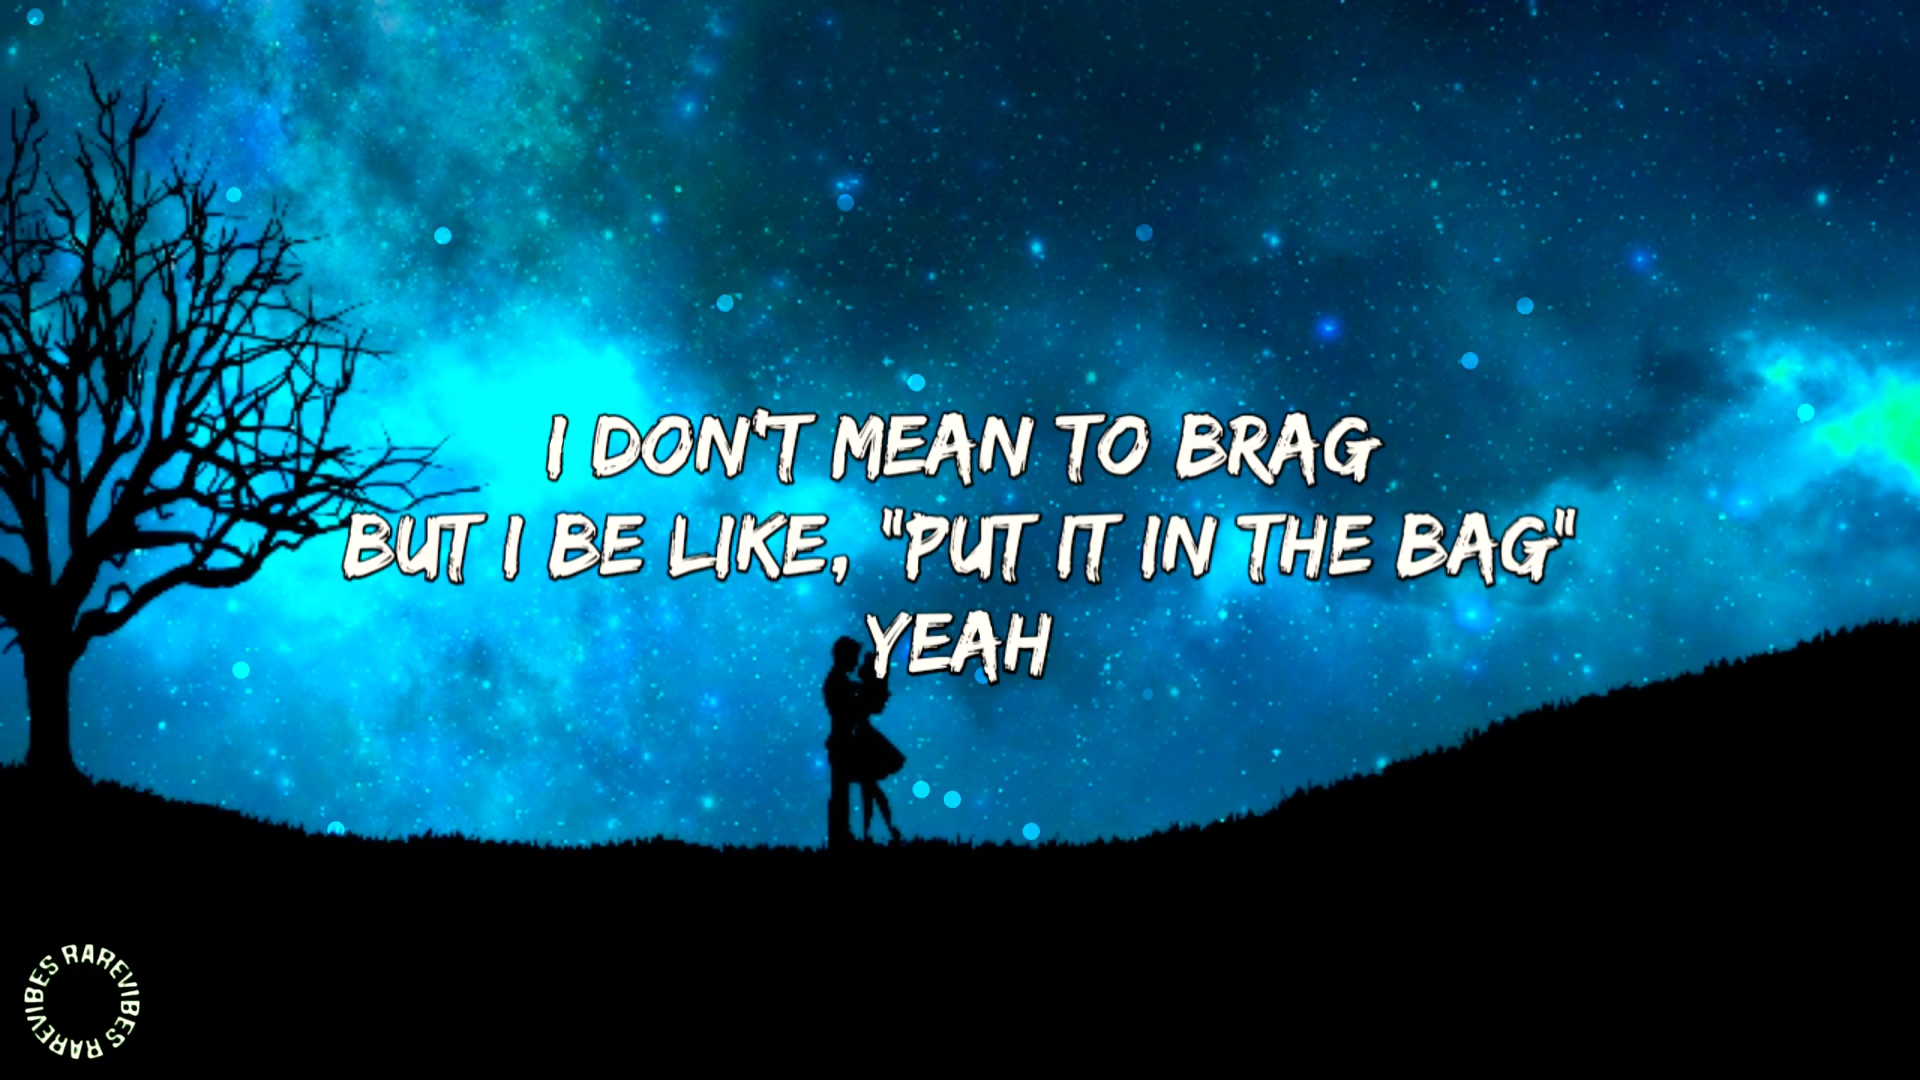 I DON'T MEAN TO BRAG
BUT I BE LIKE, "PUT IT IN THE BAG"
YEAH
RAREVIBES RAREVIBES